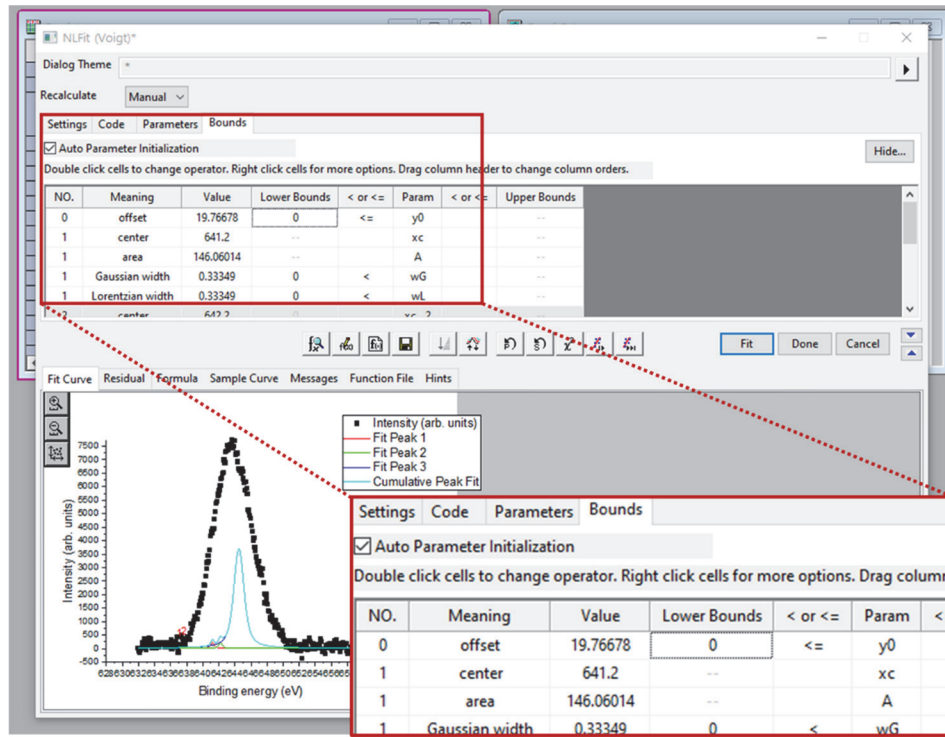 NLFit (Voigt)*
Dialog Theme *
Recalculate Manual
Settings Code Parameters Bounds
Auto Parameter Initialization
Hide...
Double click cells to change operator. Right click cells for more options. Drag column header to change column orders.
NO. Meaning Value Lower Bounds < or <= Param < or <= Upper Bounds
0 offset 19.76678 0 <= y0 --
1 center 641.2 -- xc --
1 area 146.06014 -- A --
1 Gaussian width 0.33349 0 < wG --
1 Lorentzian width 0.33349 0 < wL --
2 center 642.2 0 xc_2 --
Fit Done Cancel
Fit Curve Residual Formula Sample Curve Messages Function File Hints
Intensity (arb. units)
Fit Peak 1
Fit Peak 2
Fit Peak 3
Cumulative Peak Fit
7500
7000
6500
6000
5500
5000
4500
4000
3500
3000
2500
2000
1500
1000
500
0
-500
Intensity (arb. units)
Binding energy (eV)
Settings Code Parameters Bounds
Auto Parameter Initialization
Double click cells to change operator. Right click cells for more options. Drag colum
NO. Meaning Value Lower Bounds < or <= Param <
0 offset 19.76678 0 <= y0
1 center 641.2 -- xc
1 area 146.06014 -- A
1 Gaussian width 0.33349 0 < wG